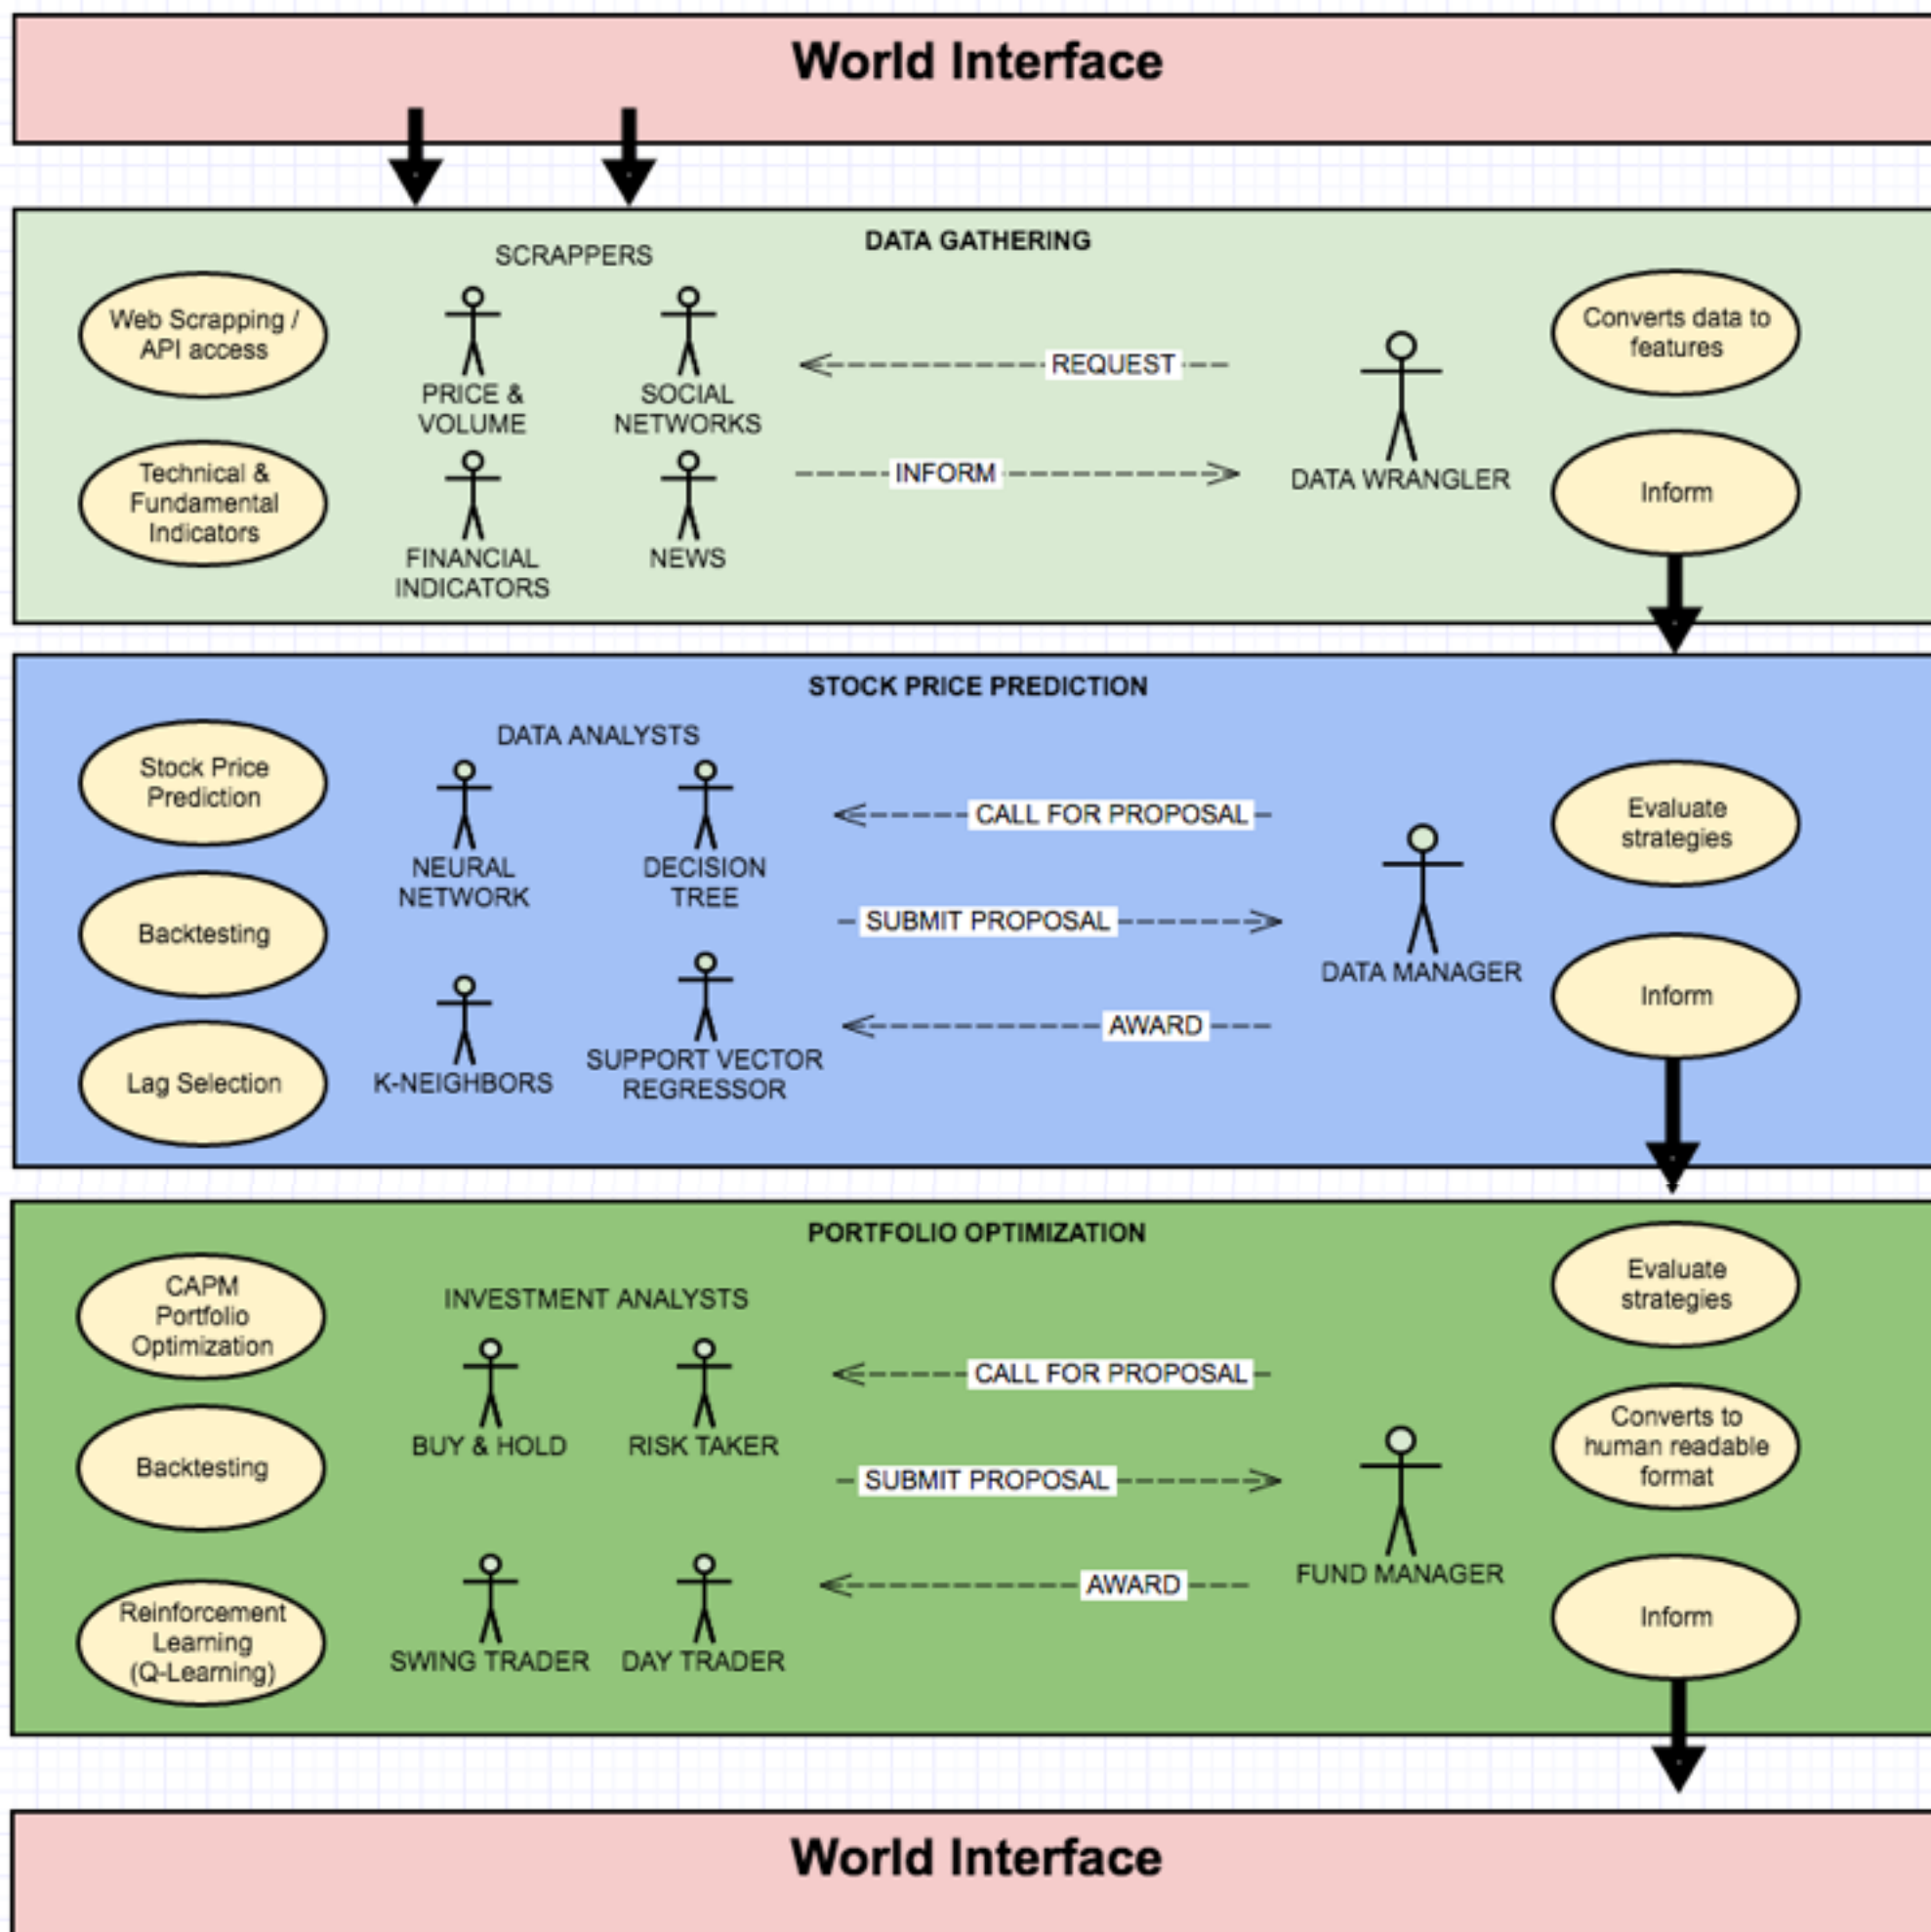 World Interface
DATA GATHERING
SCRAPPERS
Web Scrapping /
API access
PRICE &
VOLUME
SOCIAL
NETWORKS
REQUEST
Converts data to
features
Technical &
Fundamental
Indicators
FINANCIAL
INDICATORS
NEWS
INFORM
DATA WRANGLER
Inform
STOCK PRICE PREDICTION
DATA ANALYSTS
Stock Price
Prediction
NEURAL
NETWORK
DECISION
TREE
CALL FOR PROPOSAL
Evaluate
strategies
Backtesting
SUBMIT PROPOSAL
DATA MANAGER
Inform
Lag Selection
K-NEIGHBORS
SUPPORT VECTOR
REGRESSOR
AWARD
PORTFOLIO OPTIMIZATION
CAPM
Portfolio
Optimization
INVESTMENT ANALYSTS
Evaluate
strategies
BUY & HOLD
RISK TAKER
CALL FOR PROPOSAL
Backtesting
SUBMIT PROPOSAL
Converts to
human readable
format
FUND MANAGER
Reinforcement
Learning
(Q-Learning)
SWING TRADER
DAY TRADER
AWARD
Inform
World Interface